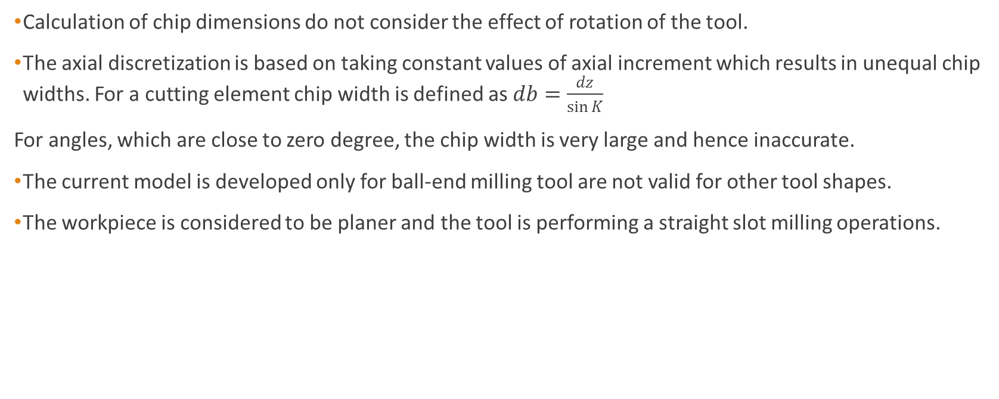 •Calculation of chip dimensions do not consider the effect of rotation of the tool.
•The axial discretization is based on taking constant values of axial increment which results in unequal chip
widths. For a cutting element chip width is defined as db = dz / sin K
For angles, which are close to zero degree, the chip width is very large and hence inaccurate.
•The current model is developed only for ball-end milling tool are not valid for other tool shapes.
•The workpiece is considered to be planer and the tool is performing a straight slot milling operations.